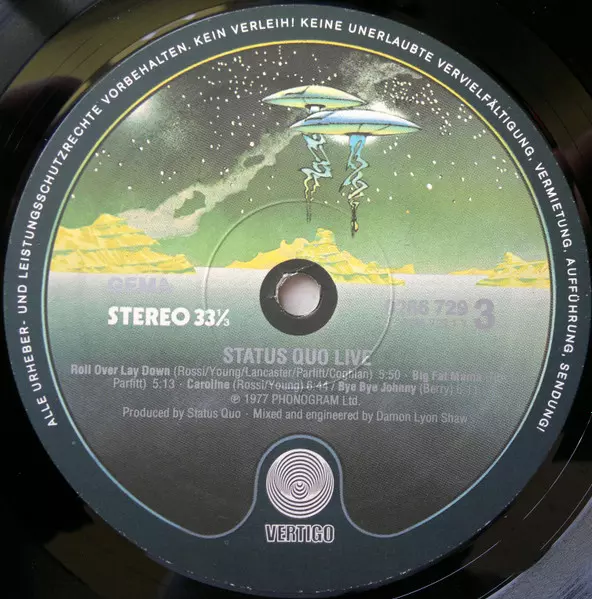 ALLE URHEBER- UND LEISTUNGSSCHUTZRECHTE VORBEHALTEN. KEIN VERLEIH! KEINE UNERLAUBTE VERVIELFÄLTIGUNG, VERMIETUNG, AUFFÜHRUNG, SENDUNG!
GEMA
STEREO 33⅓
729 3
STATUS QUO LIVE
Roll Over Lay Down (Rossi/Young/Lancaster/Parfitt/Coghlan) 5:50 · Big Fat Mama
Parfitt) 5:13 · Caroline (Rossi/Young) 6:44 / Bye Bye Johnny (Berry)
℗ 1977 PHONOGRAM Ltd.
Produced by Status Quo · Mixed and engineered by Damon Lyon Shaw
VERTIGO